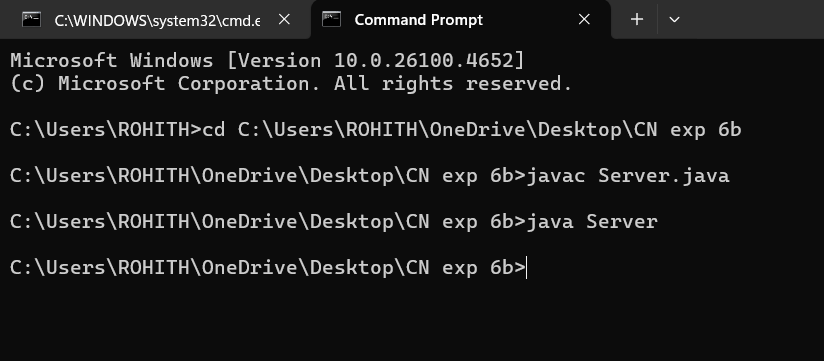 C:\WINDOWS\system32\cmd.e
Command Prompt
Microsoft Windows [Version 10.0.26100.4652]
(c) Microsoft Corporation. All rights reserved.
C:\Users\ROHITH>cd C:\Users\ROHITH\OneDrive\Desktop\CN exp 6b
C:\Users\ROHITH\OneDrive\Desktop\CN exp 6b>javac Server.java
C:\Users\ROHITH\OneDrive\Desktop\CN exp 6b>java Server
C:\Users\ROHITH\OneDrive\Desktop\CN exp 6b>